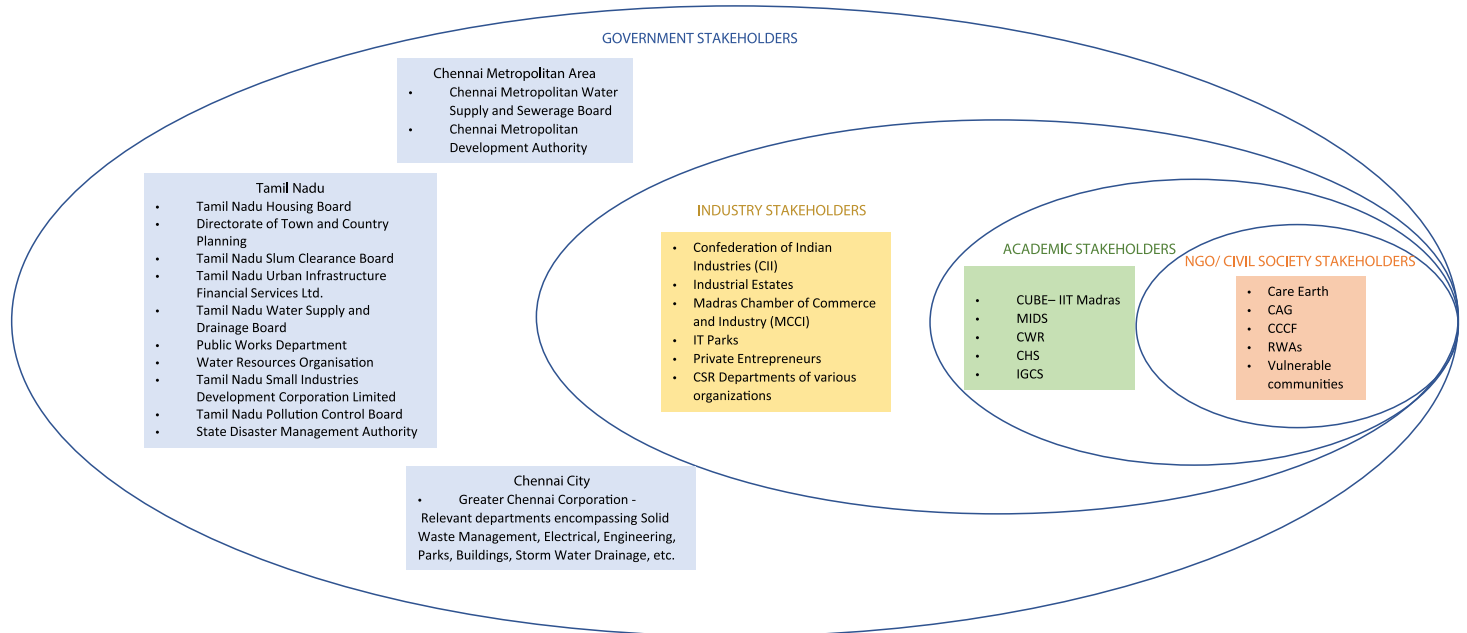 GOVERNMENT STAKEHOLDERS
Chennai Metropolitan Area
• Chennai Metropolitan Water
Supply and Sewerage Board
• Chennai Metropolitan
Development Authority
Tamil Nadu
• Tamil Nadu Housing Board
• Directorate of Town and Country
Planning
• Tamil Nadu Slum Clearance Board
• Tamil Nadu Urban Infrastructure
Financial Services Ltd.
• Tamil Nadu Water Supply and
Drainage Board
• Public Works Department
• Water Resources Organisation
• Tamil Nadu Small Industries
Development Corporation Limited
• Tamil Nadu Pollution Control Board
• State Disaster Management Authority
Chennai City
• Greater Chennai Corporation -
Relevant departments encompassing Solid
Waste Management, Electrical, Engineering,
Parks, Buildings, Storm Water Drainage, etc.
INDUSTRY STAKEHOLDERS
• Confederation of Indian
Industries (CII)
• Industrial Estates
• Madras Chamber of Commerce
and Industry (MCCI)
• IT Parks
• Private Entrepreneurs
• CSR Departments of various
organizations
ACADEMIC STAKEHOLDERS
• CUBE– IIT Madras
• MIDS
• CWR
• CHS
• IGCS
NGO/ CIVIL SOCIETY STAKEHOLDERS
• Care Earth
• CAG
• CCCF
• RWAs
• Vulnerable
communities